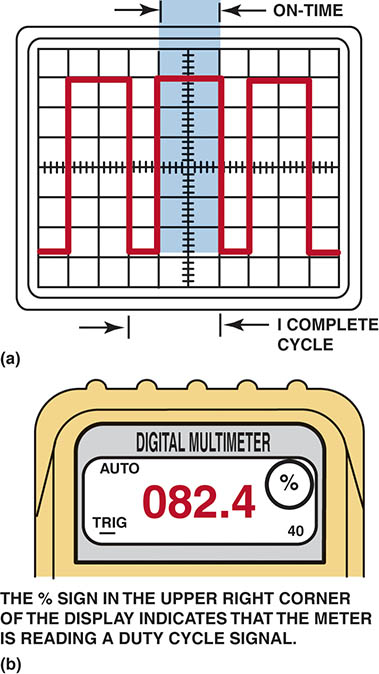 ON-TIME
I COMPLETE
CYCLE
(a)
DIGITAL MULTIMETER
AUTO
%
082.4
TRIG
40
THE % SIGN IN THE UPPER RIGHT CORNER
OF THE DISPLAY INDICATES THAT THE METER
IS READING A DUTY CYCLE SIGNAL.
(b)